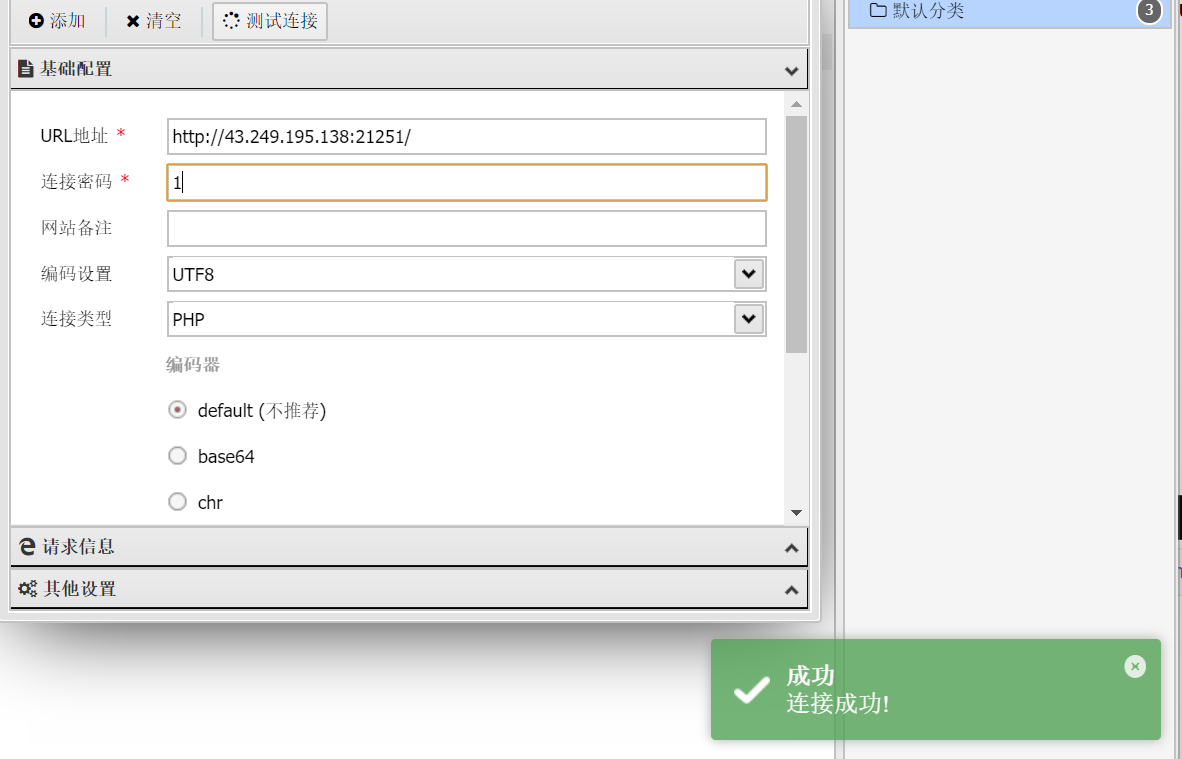 添加 清空 测试连接
默认分类 3
基础配置
URL地址 * http://43.249.195.138:21251/
连接密码 * 1
网站备注
编码设置 UTF8
连接类型 PHP
编码器
default (不推荐)
base64
chr
请求信息
其他设置
成功
连接成功!